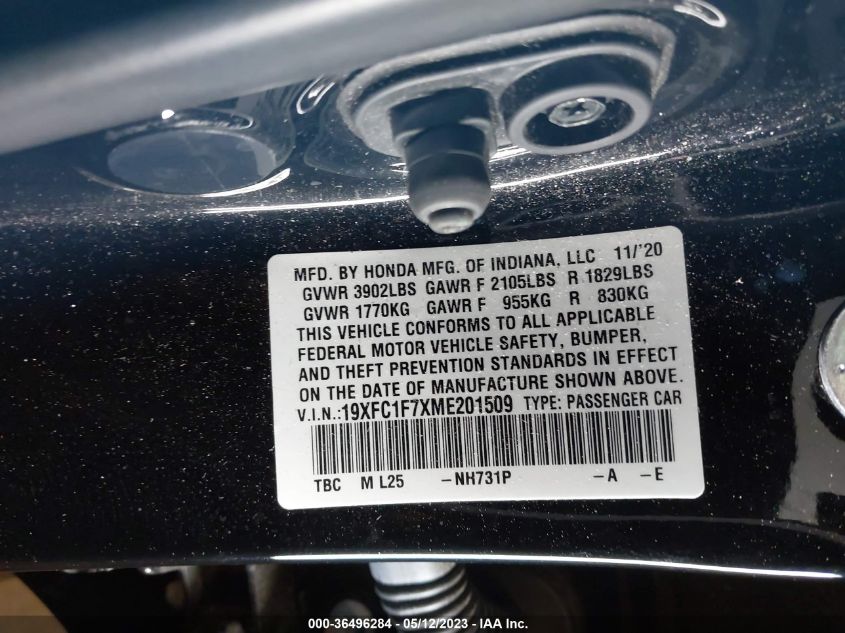 MFD. BY HONDA MFG. OF INDIANA, LLC 11/'20
GVWR 3902LBS GAWR F 2105LBS R 1829LBS
GVWR 1770KG GAWR F 955KG R 830KG
THIS VEHICLE CONFORMS TO ALL APPLICABLE
FEDERAL MOTOR VEHICLE SAFETY, BUMPER,
AND THEFT PREVENTION STANDARDS IN EFFECT
ON THE DATE OF MANUFACTURE SHOWN ABOVE.
V.I.N.:19XFC1F7XME201509 TYPE: PASSENGER CAR
TBC M L25 -NH731P -A -E
000-36496284 - 05/12/2023 - IAA Inc.